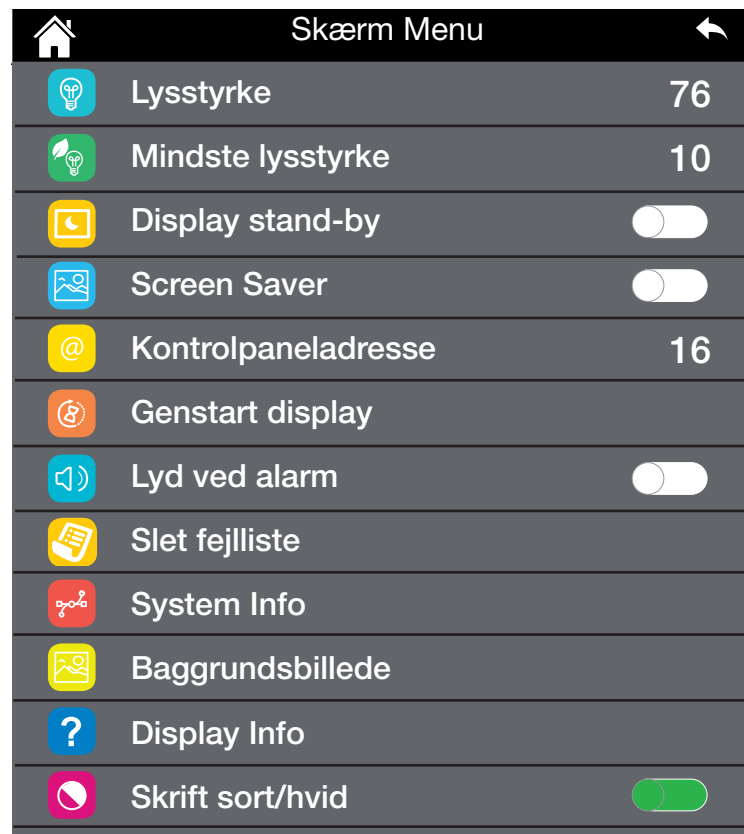 Skærm Menu
Lysstyrke 76
Mindste lysstyrke 10
Display stand-by
Screen Saver
@ Kontrolpaneladresse 16
Genstart display
Lyd ved alarm
Slet fejlliste
System Info
Baggrundsbillede
? Display Info
Skrift sort/hvid